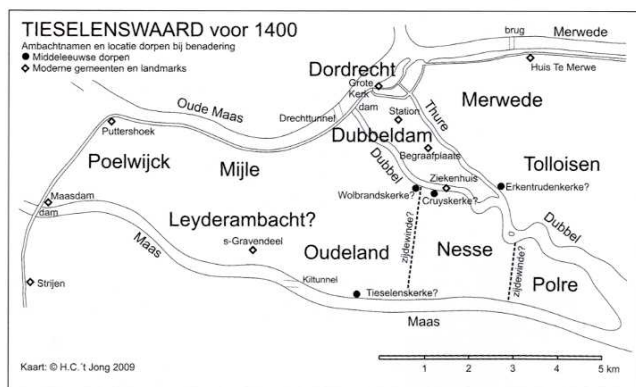 TIESELENSWAARD voor 1400
Ambachtnamen en locatie dorpen bij benadering
Middeleeuwse dorpen
Moderne gemeenten en landmarks
brug
Merwede
Huis Te Merwe
Dordrecht
Grote
Kerk
dam
Oude Maas
Drechttunnel
Station
Thure
Merwede
Puttershoek
Dubbeldam
Begraafplaats
Poelwijck
Mijle
Dubbel
Tolloisen
Ziekenhuis
Erkentrudenkerke?
Wolbrandskerke?
Cruyskerke?
Maasdam
dam
Leyderambacht?
Dubbel
Maas
s-Gravendeel
Oudeland
zijdewinde?
Nesse
zijdewinde?
Polre
Strijen
Kiltunnel
Tieselenskerke?
Maas
Kaart: © H.C.´t Jong 2009
1 2 3 4 5 km